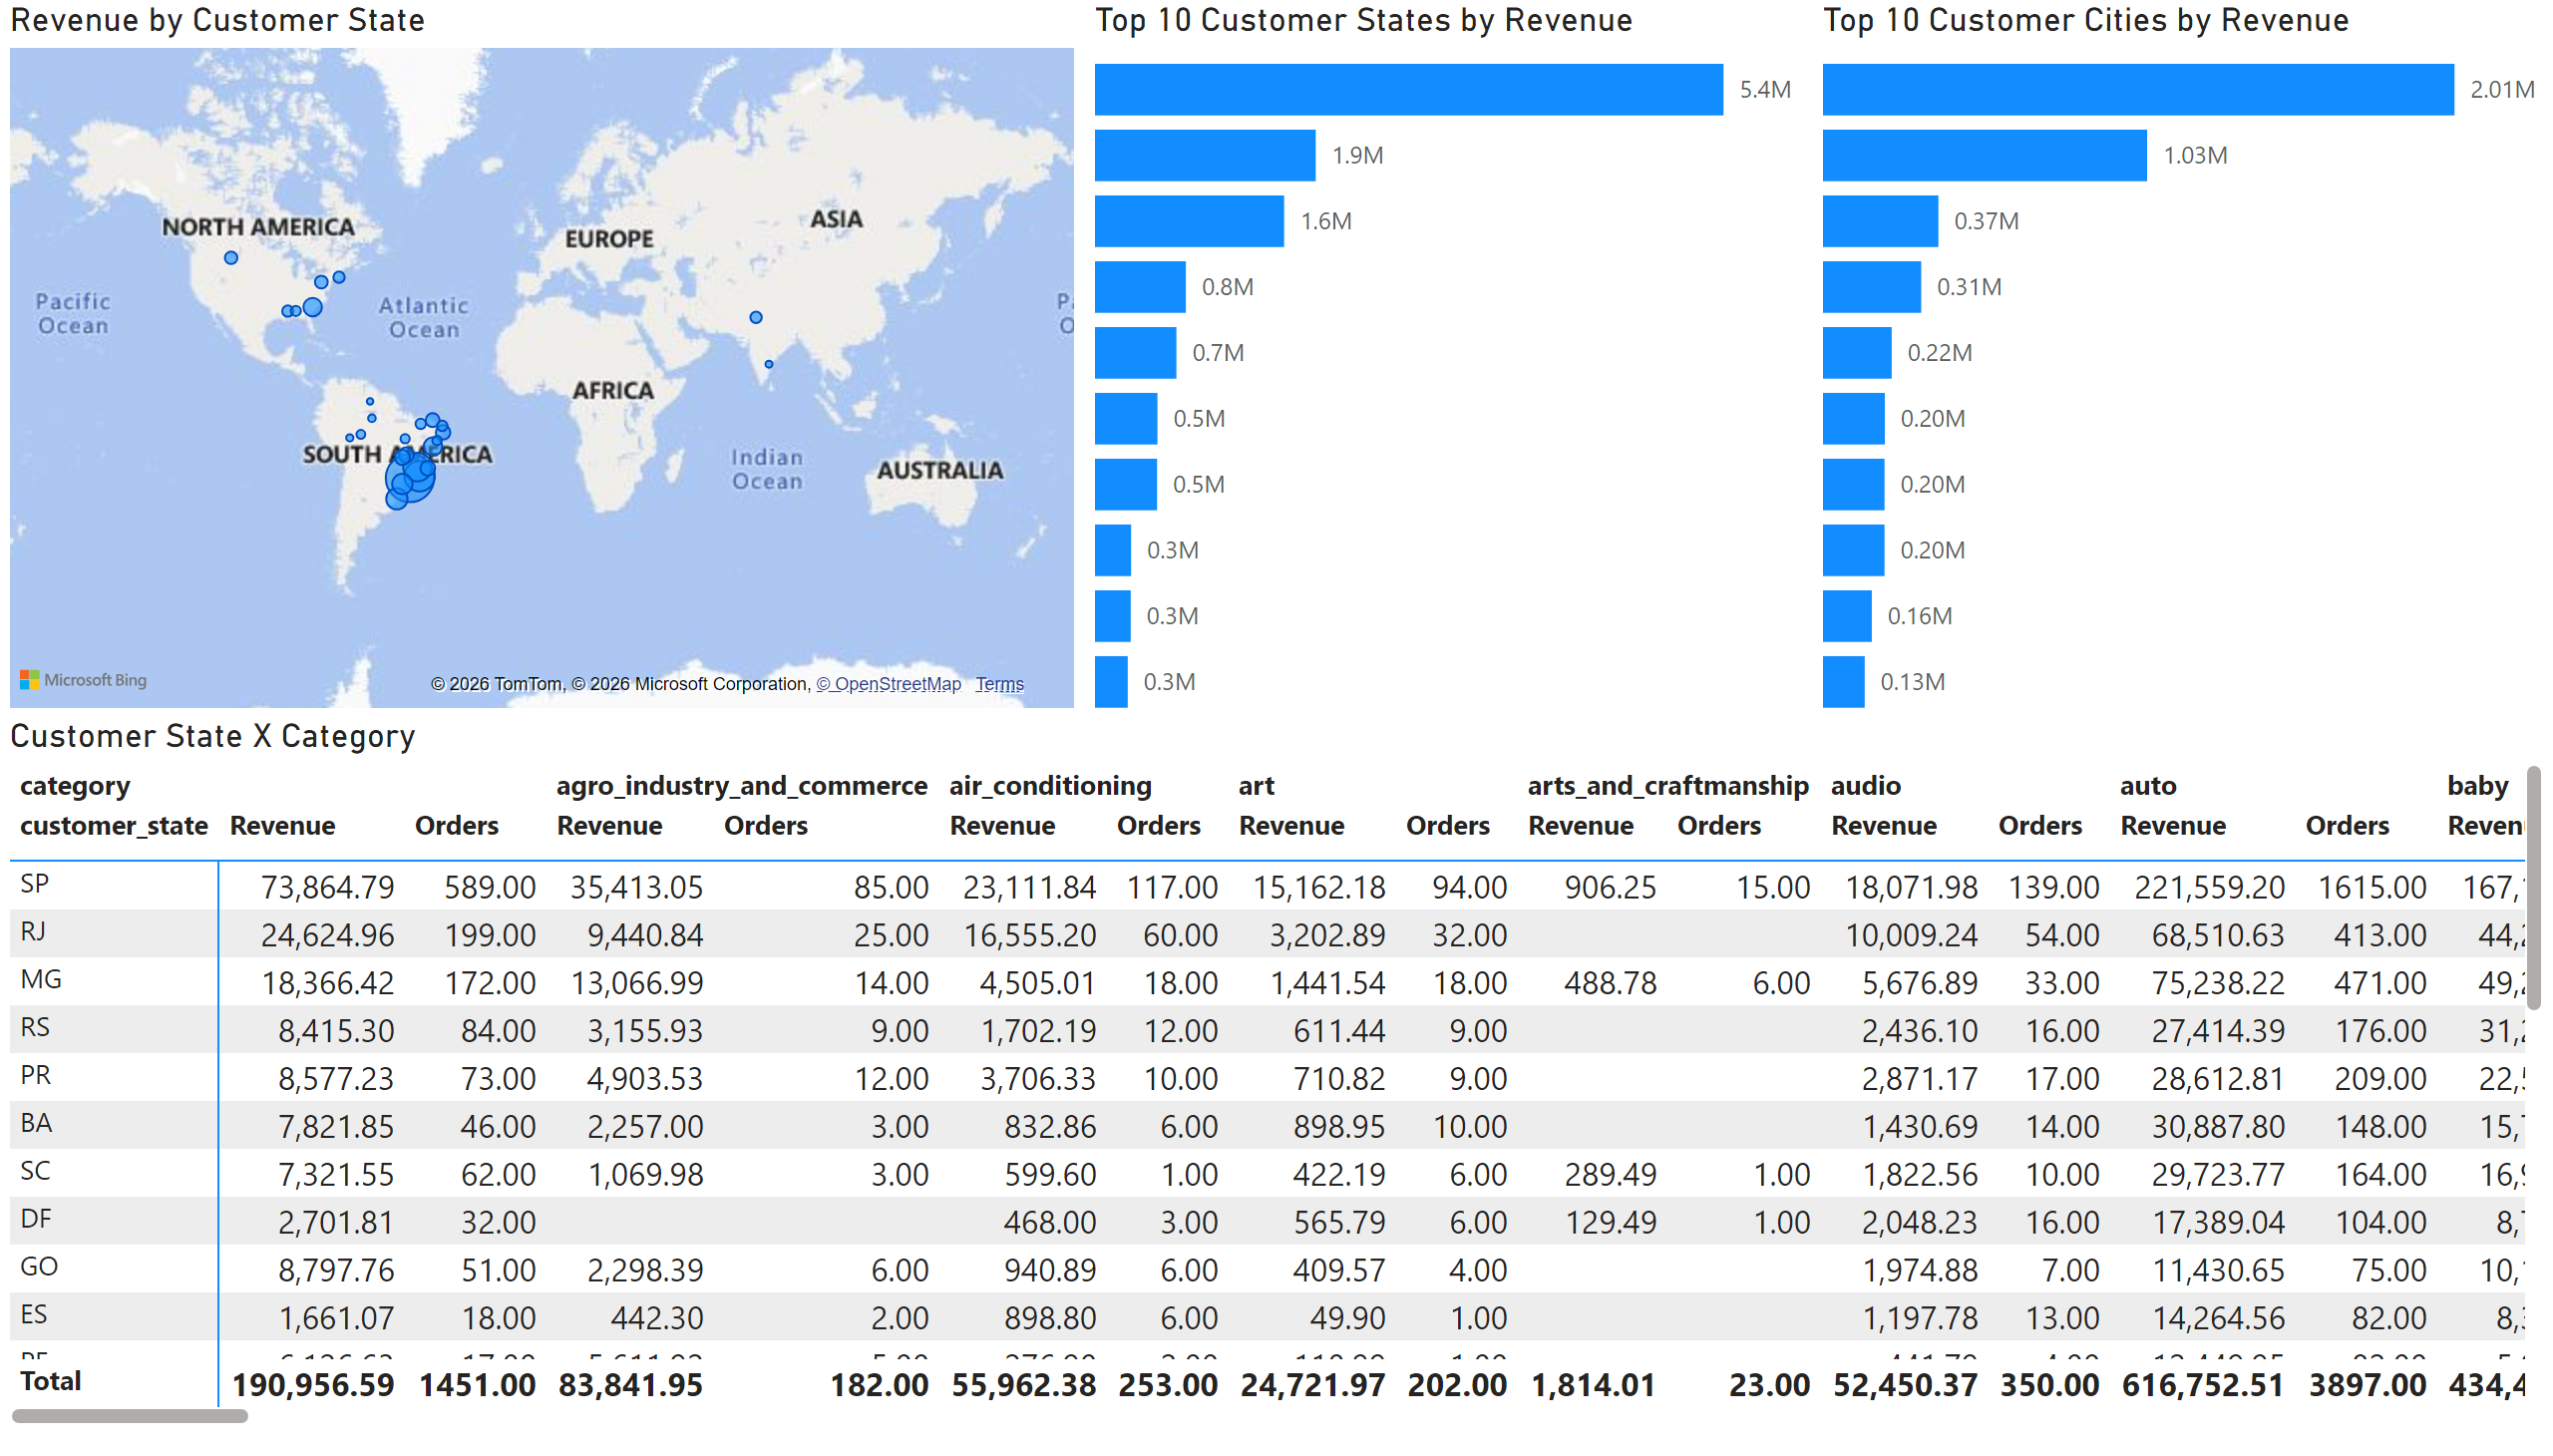 Revenue by Customer State
NORTH AMERICA
EUROPE
ASIA
Pacific
Ocean
Atlantic
Ocean
AFRICA
SOUTH AMERICA
Indian
Ocean
AUSTRALIA
Microsoft Bing
© 2026 TomTom, © 2026 Microsoft Corporation, © OpenStreetMap Terms
Top 10 Customer States by Revenue
5.4M
1.9M
1.6M
0.8M
0.7M
0.5M
0.5M
0.3M
0.3M
0.3M
Top 10 Customer Cities by Revenue
2.01M
1.03M
0.37M
0.31M
0.22M
0.20M
0.20M
0.20M
0.16M
0.13M
Customer State X Category
category agro_industry_and_commerce air_conditioning art arts_and_craftmanship audio auto baby
customer_state Revenue Orders Revenue Orders Revenue Orders Revenue Orders Revenue Orders Revenue Orders Revenue Orders
SP 73,864.79 589.00 35,413.05 85.00 23,111.84 117.00 15,162.18 94.00 906.25 15.00 18,071.98 139.00 221,559.20 1615.00
RJ 24,624.96 199.00 9,440.84 25.00 16,555.20 60.00 3,202.89 32.00 10,009.24 54.00 68,510.63 413.00
MG 18,366.42 172.00 13,066.99 14.00 4,505.01 18.00 1,441.54 18.00 488.78 6.00 5,676.89 33.00 75,238.22 471.00
RS 8,415.30 84.00 3,155.93 9.00 1,702.19 12.00 611.44 9.00 2,436.10 16.00 27,414.39 176.00
PR 8,577.23 73.00 4,903.53 12.00 3,706.33 10.00 710.82 9.00 2,871.17 17.00 28,612.81 209.00
BA 7,821.85 46.00 2,257.00 3.00 832.86 6.00 898.95 10.00 1,430.69 14.00 30,887.80 148.00
SC 7,321.55 62.00 1,069.98 3.00 599.60 1.00 422.19 6.00 289.49 1.00 1,822.56 10.00 29,723.77 164.00
DF 2,701.81 32.00 468.00 3.00 565.79 6.00 129.49 1.00 2,048.23 16.00 17,389.04 104.00
GO 8,797.76 51.00 2,298.39 6.00 940.89 6.00 409.57 4.00 1,974.88 7.00 11,430.65 75.00
ES 1,661.07 18.00 442.30 2.00 898.80 6.00 49.90 1.00 1,197.78 13.00 14,264.56 82.00
Total 190,956.59 1451.00 83,841.95 182.00 55,962.38 253.00 24,721.97 202.00 1,814.01 23.00 52,450.37 350.00 616,752.51 3897.00